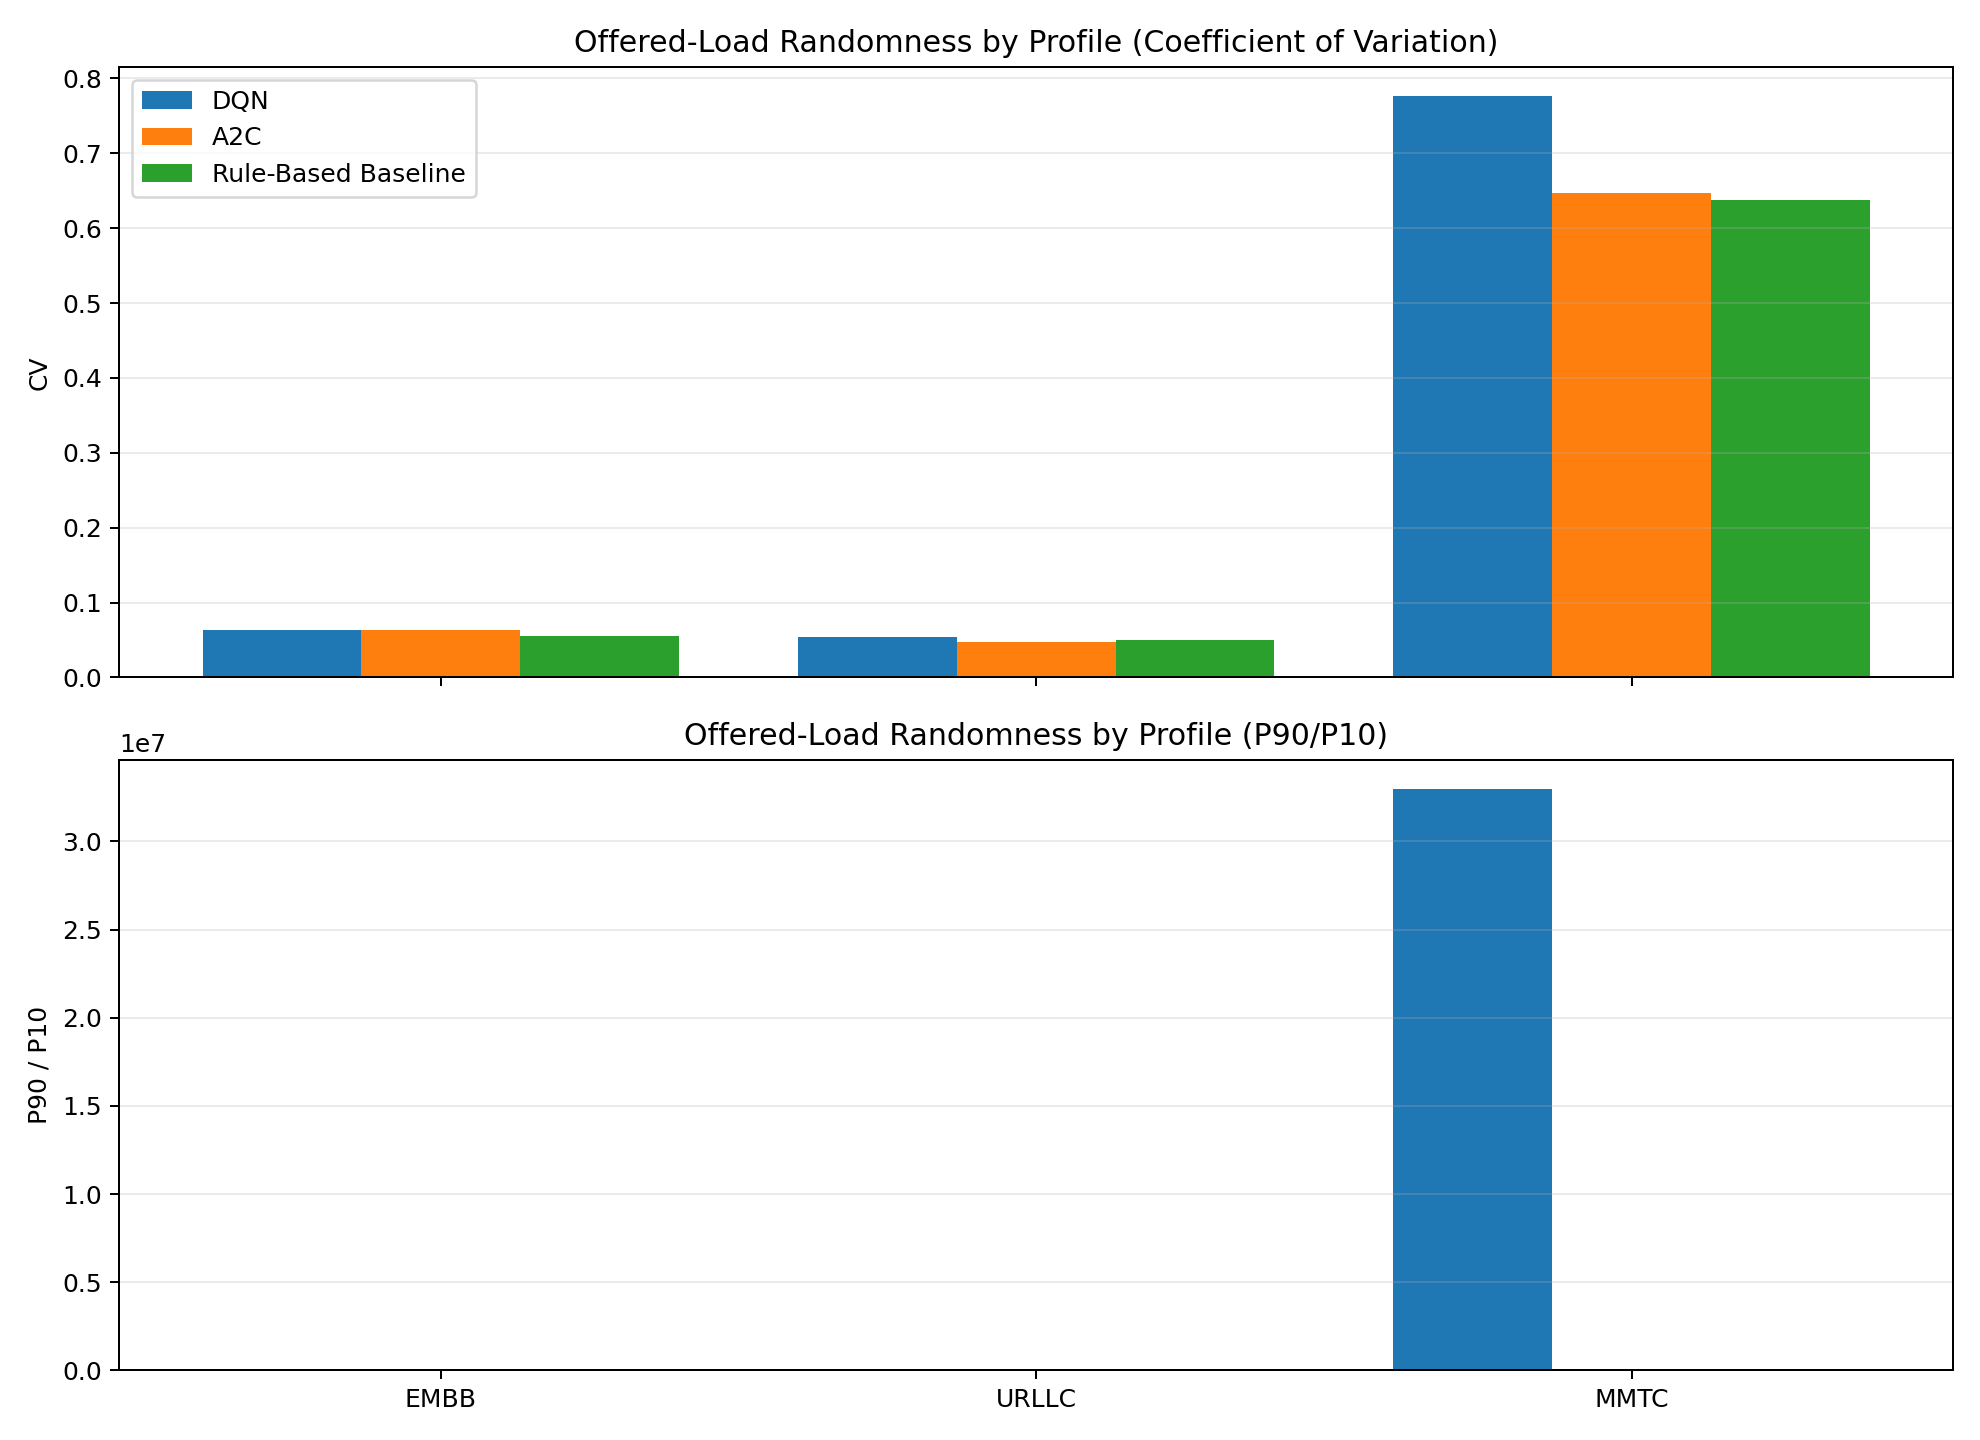 Offered-Load Randomness by Profile (Coefficient of Variation)
0.8
0.7
0.6
0.5
0.4
0.3
0.2
0.1
0.0
CV
DQN
A2C
Rule-Based Baseline
Offered-Load Randomness by Profile (P90/P10)
1e7
3.0
2.5
2.0
1.5
1.0
0.5
0.0
P90 / P10
EMBB
URLLC
MMTC